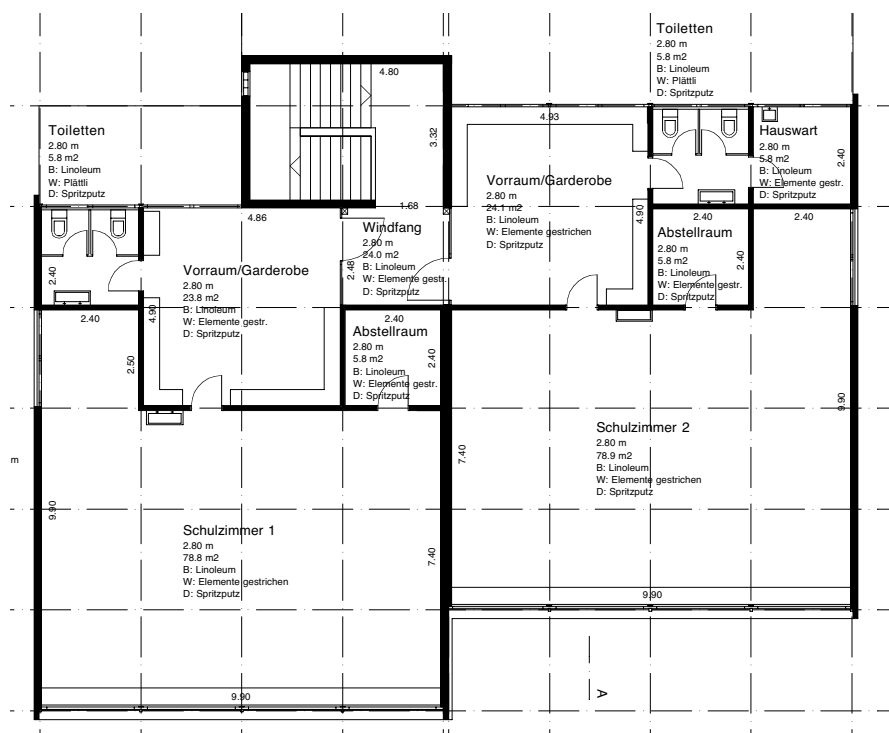 Toiletten
2.80 m
5.8 m2
B: Linoleum
W: Plättli
D: Spritzputz
4.80
3.32
4.93
Toiletten
2.80 m
5.8 m2
B: Linoleum
W: Plättli
D: Spritzputz
Hauswart
2.80 m
5.8 m2
B: Linoleum
W: Elemente gestr.
D: Spritzputz
2.40
Vorraum/Garderobe
2.80 m
24.1 m2
B: Linoleum
W: Elemente gestrichen
D: Spritzputz
4.90
1.68
4.86
Windfang
2.80 m
24.0 m2
B: Linoleum
W: Elemente gestr.
D: Spritzputz
2.48
2.40
2.40
Abstellraum
2.80 m
5.8 m2
B: Linoleum
W: Elemente gestr.
D: Spritzputz
2.40
2.40
Vorraum/Garderobe
2.80 m
23.8 m2
B: Linoleum
W: Elemente gestr.
D: Spritzputz
4.90
2.40
2.50
2.40
Abstellraum
2.80 m
5.8 m2
B: Linoleum
W: Elemente gestr.
D: Spritzputz
2.40
9.90
7.40
Schulzimmer 2
2.80 m
78.9 m2
B: Linoleum
W: Elemente gestrichen
D: Spritzputz
m
9.90
Schulzimmer 1
2.80 m
78.8 m2
B: Linoleum
W: Elemente gestrichen
D: Spritzputz
7.40
9.90
9.90
A